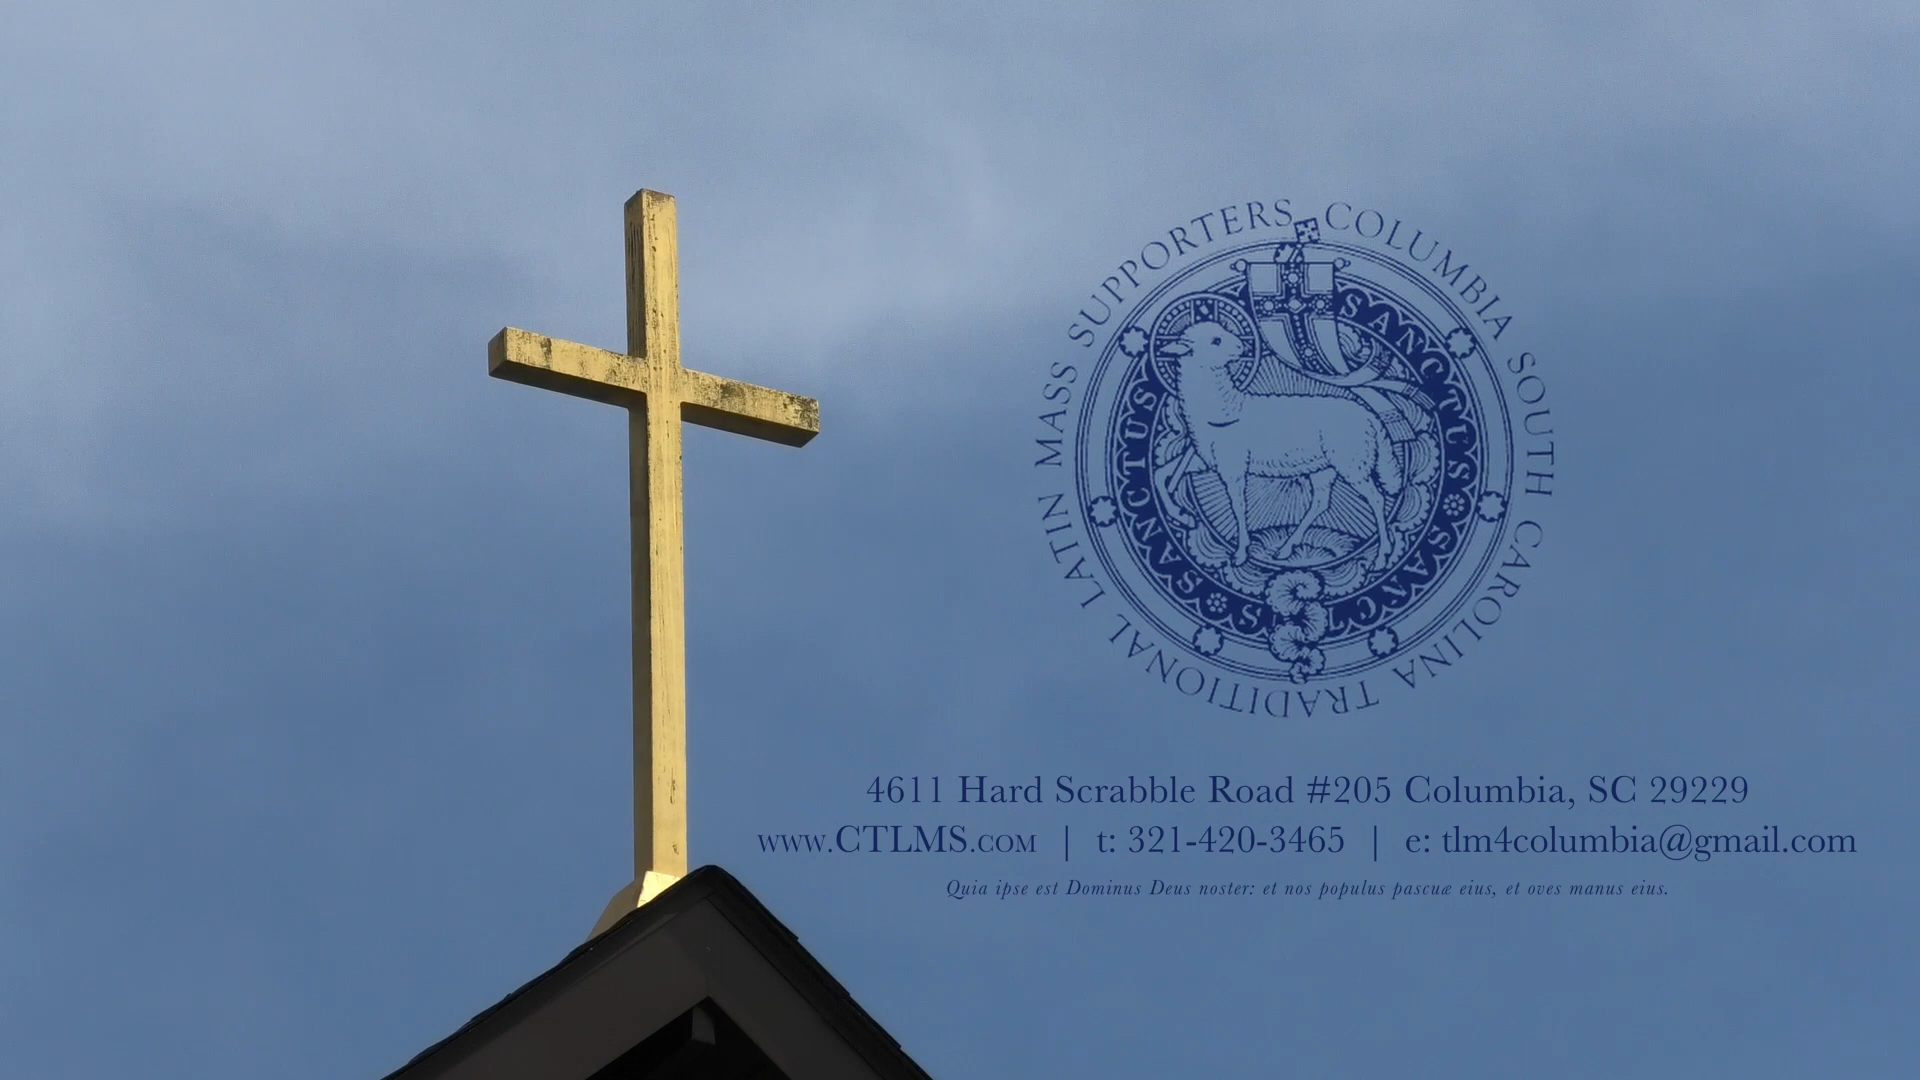 COLUMBIA SOUTH CAROLINA TRADITIONAL LATIN MASS SUPPORTERS
SANCTUS SANCTUS SANCTUS
4611 Hard Scrabble Road #205 Columbia, SC 29229
www.CTLMS.COM | t: 321-420-3465 | e: tlm4columbia@gmail.com
Quia ipse est Dominus Deus noster: et nos populus pascuæ eius, et oves manus eius.